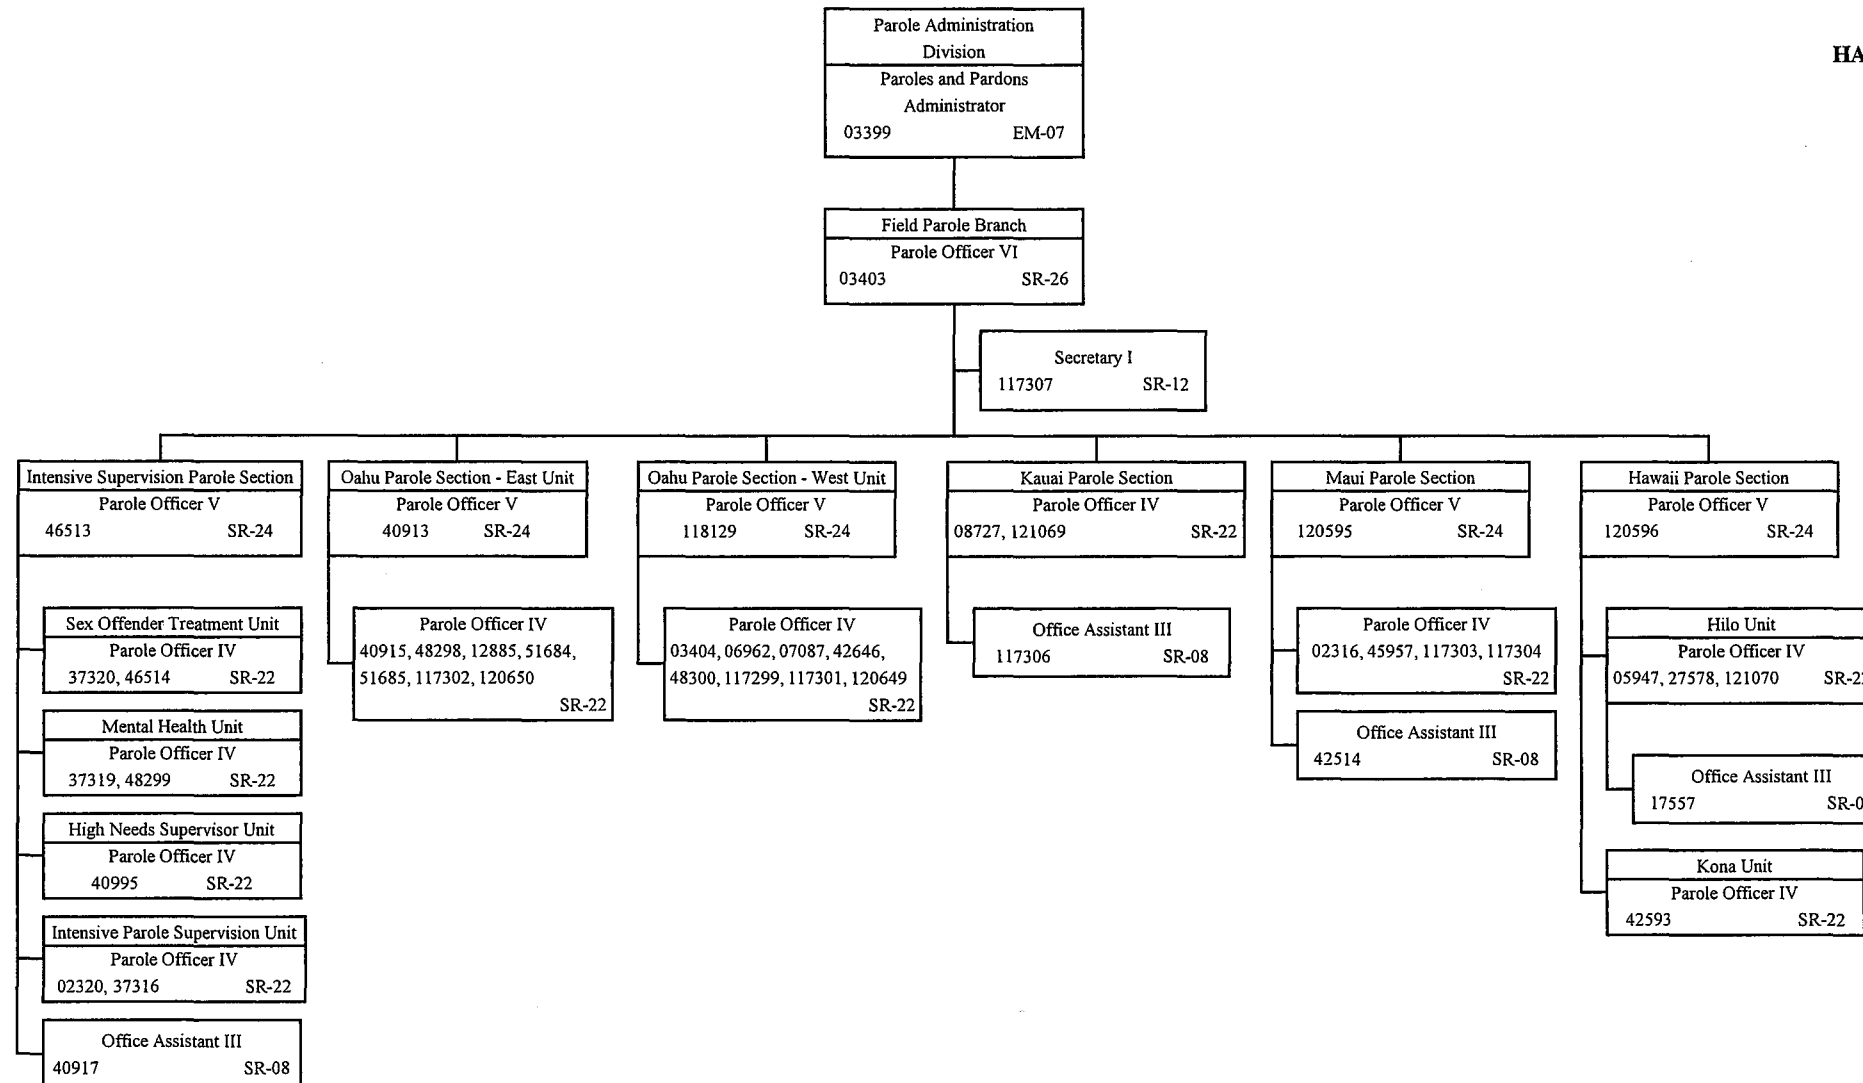 Parole Administration
Division
Paroles and Pardons
Administrator
03399 EM-07
HA
Field Parole Branch
Parole Officer VI
03403 SR-26
Secretary I
117307 SR-12
Intensive Supervision Parole Section
Parole Officer V
46513 SR-24
Sex Offender Treatment Unit
Parole Officer IV
37320, 46514 SR-22
Mental Health Unit
Parole Officer IV
37319, 48299 SR-22
High Needs Supervisor Unit
Parole Officer IV
40995 SR-22
Intensive Parole Supervision Unit
Parole Officer IV
02320, 37316 SR-22
Office Assistant III
40917 SR-08
Oahu Parole Section - East Unit
Parole Officer V
40913 SR-24
Parole Officer IV
40915, 48298, 12885, 51684,
51685, 117302, 120650
SR-22
Oahu Parole Section - West Unit
Parole Officer V
118129 SR-24
Parole Officer IV
03404, 06962, 07087, 42646,
48300, 117299, 117301, 120649
SR-22
Kauai Parole Section
Parole Officer IV
08727, 121069 SR-22
Office Assistant III
117306 SR-08
Maui Parole Section
Parole Officer V
120595 SR-24
Parole Officer IV
02316, 45957, 117303, 117304
SR-22
Office Assistant III
42514 SR-08
Hawaii Parole Section
Parole Officer V
120596 SR-24
Hilo Unit
Parole Officer IV
05947, 27578, 121070
Office Assistant III
17557 SR-0
Kona Unit
Parole Officer IV
42593 SR-22